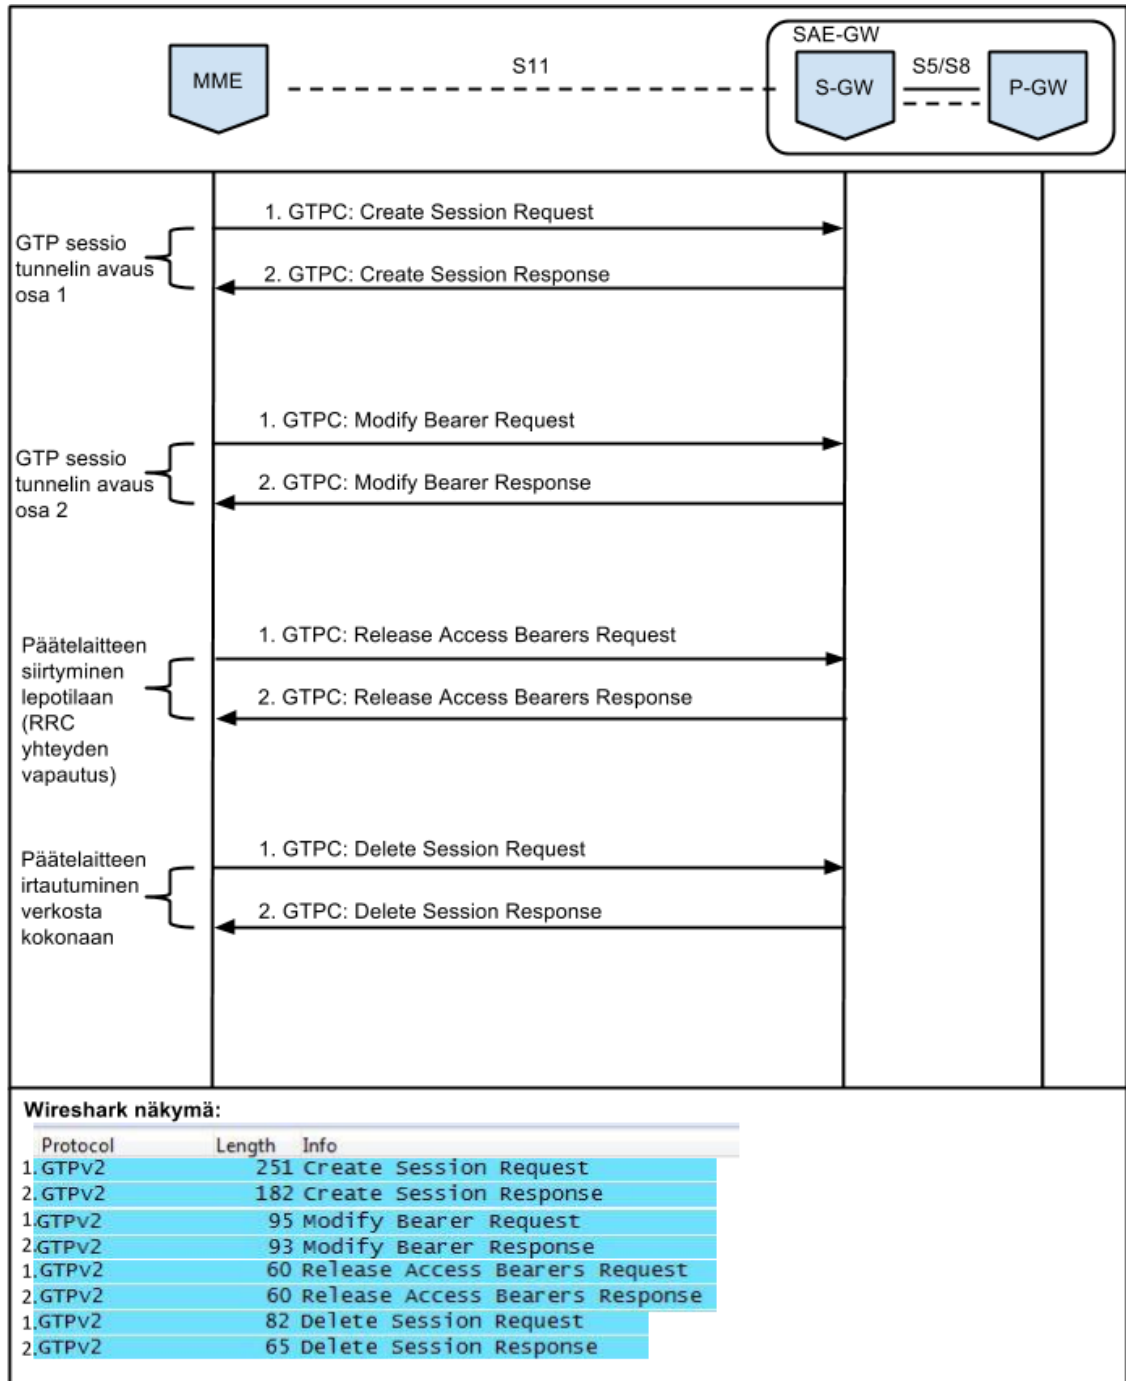 SAE-GW
MME
S11
S-GW
S5/S8
P-GW
1. GTPC: Create Session Request
GTP sessio
tunnelin avaus
osa 1
2. GTPC: Create Session Response
1. GTPC: Modify Bearer Request
GTP sessio
tunnelin avaus
osa 2
2. GTPC: Modify Bearer Response
1. GTPC: Release Access Bearers Request
Päätelaitteen
siirtyminen
lepotilaan
(RRC
yhteyden
vapautus)
2. GTPC: Release Access Bearers Response
1. GTPC: Delete Session Request
Päätelaitteen
irtautuminen
verkosta
kokonaan
2. GTPC: Delete Session Response
Wireshark näkymä:
Protocol Length Info
1. GTPv2 251 Create Session Request
2. GTPv2 182 Create Session Response
1. GTPv2 95 Modify Bearer Request
2. GTPv2 93 Modify Bearer Response
1. GTPv2 60 Release Access Bearers Request
2. GTPv2 60 Release Access Bearers Response
1. GTPv2 82 Delete Session Request
2. GTPv2 65 Delete Session Response